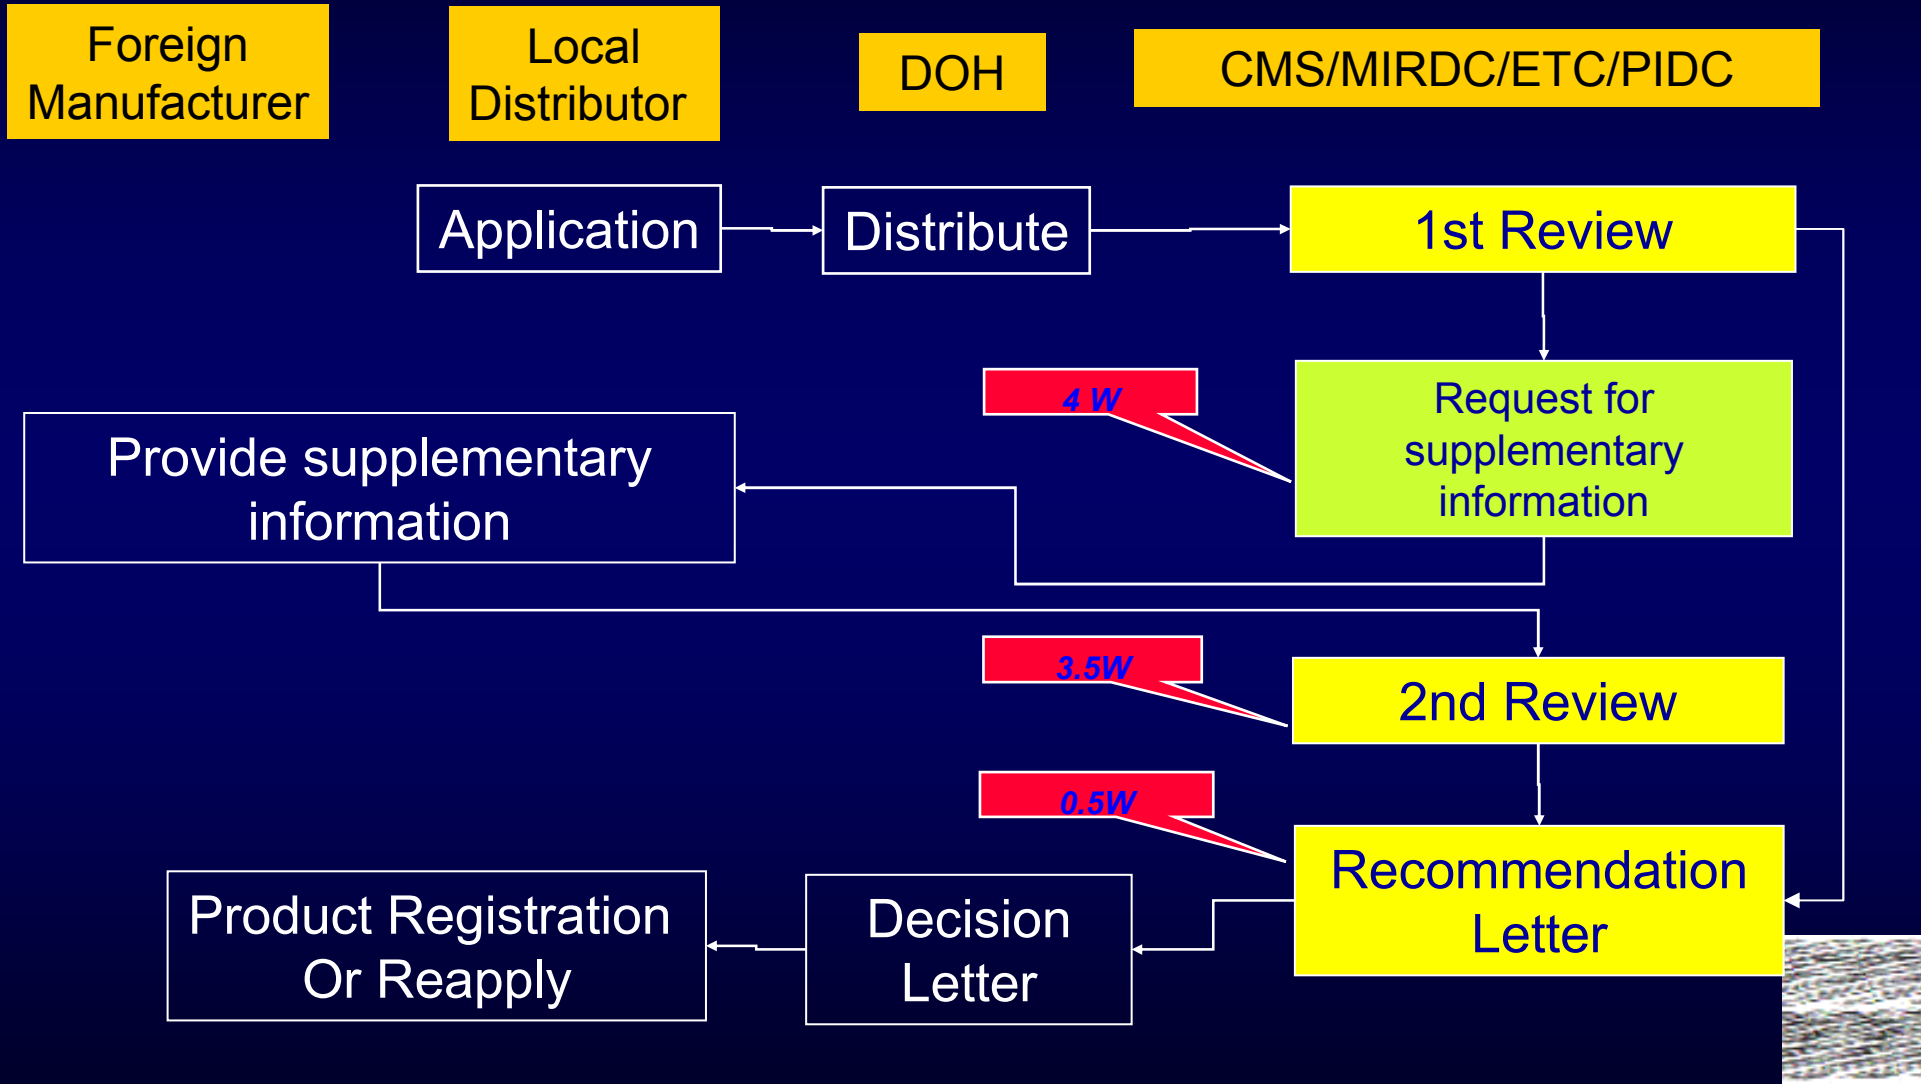 Foreign
Manufacturer
Local
Distributor
DOH
CMS/MIRDC/ETC/PIDC
Application
Distribute
1st Review
4 W
Request for
supplementary
information
Provide supplementary
information
3.5W
2nd Review
0.5W
Recommendation
Letter
Decision
Letter
Product Registration
Or Reapply